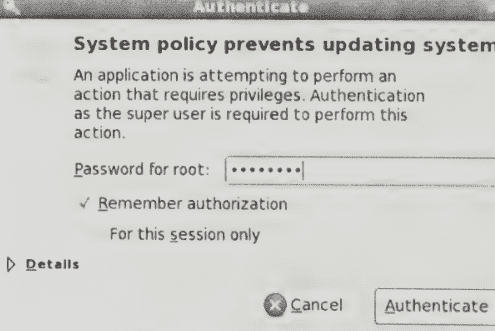 Authenticate
System policy prevents updating system
An application is attempting to perform an
action that requires privileges. Authentication
as the super user is required to perform this
action.
Password for root: ••••••••
Remember authorization
For this session only
Details
Cancel
Authenticate